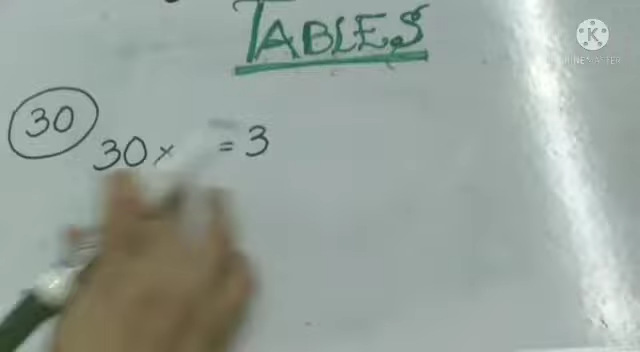 TABLES
30
30 × = 3